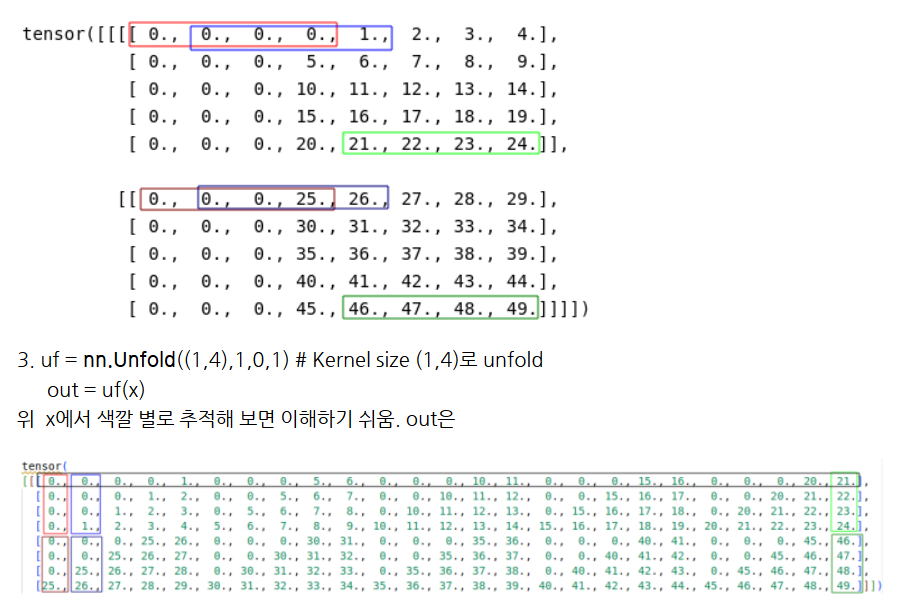 tensor([[[[ 0., 0., 0., 0., 1., 2., 3., 4.],
[ 0., 0., 0., 5., 6., 7., 8., 9.],
[ 0., 0., 0., 10., 11., 12., 13., 14.],
[ 0., 0., 0., 15., 16., 17., 18., 19.],
[ 0., 0., 0., 20., 21., 22., 23., 24.]],
[[ 0., 0., 0., 25., 26., 27., 28., 29.],
[ 0., 0., 0., 30., 31., 32., 33., 34.],
[ 0., 0., 0., 35., 36., 37., 38., 39.],
[ 0., 0., 0., 40., 41., 42., 43., 44.],
[ 0., 0., 0., 45., 46., 47., 48., 49.]]]])
3. uf = nn.Unfold((1,4),1,0,1) # Kernel size (1,4)로 unfold
out = uf(x)
위 x에서 색깔 별로 추적해 보면 이해하기 쉬움. out은
tensor(
[[[ 0., 0., 0., 0., 1., 0., 0., 0., 5., 6., 0., 0., 0., 10., 11., 0., 0., 0., 15., 16., 0., 0., 0., 20., 21.],
[ 0., 0., 0., 1., 2., 0., 0., 5., 6., 7., 0., 0., 10., 11., 12., 0., 0., 15., 16., 17., 0., 0., 20., 21., 22.],
[ 0., 0., 1., 2., 3., 0., 5., 6., 7., 8., 0., 10., 11., 12., 13., 0., 15., 16., 17., 18., 0., 20., 21., 22., 23.],
[ 0., 1., 2., 3., 4., 5., 6., 7., 8., 9., 10., 11., 12., 13., 14., 15., 16., 17., 18., 19., 20., 21., 22., 23., 24.],
[ 0., 0., 0., 25., 26., 0., 0., 0., 30., 31., 0., 0., 0., 35., 36., 0., 0., 0., 40., 41., 0., 0., 0., 45., 46.],
[ 0., 0., 25., 26., 27., 0., 0., 30., 31., 32., 0., 0., 35., 36., 37., 0., 0., 40., 41., 42., 0., 0., 45., 46., 47.],
[ 0., 25., 26., 27., 28., 0., 30., 31., 32., 33., 0., 35., 36., 37., 38., 0., 40., 41., 42., 43., 0., 45., 46., 47., 48.],
[25., 26., 27., 28., 29., 30., 31., 32., 33., 34., 35., 36., 37., 38., 39., 40., 41., 42., 43., 44., 45., 46., 47., 48., 49.]]])